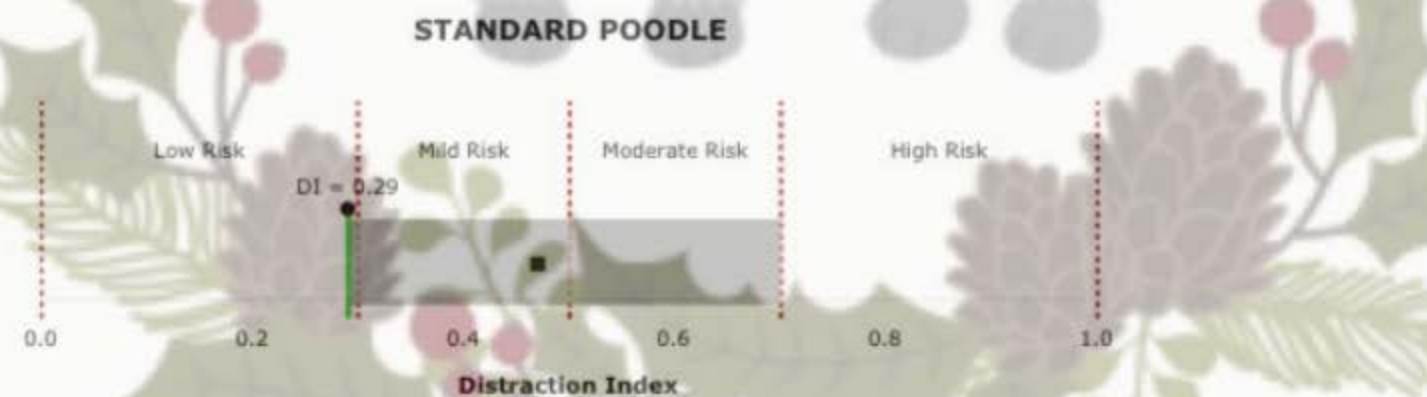 STANDARD POODLE
Low Risk Mild Risk Moderate Risk High Risk
DI = 0.29
0.0 0.2 0.4 0.6 0.8 1.0
Distraction Index